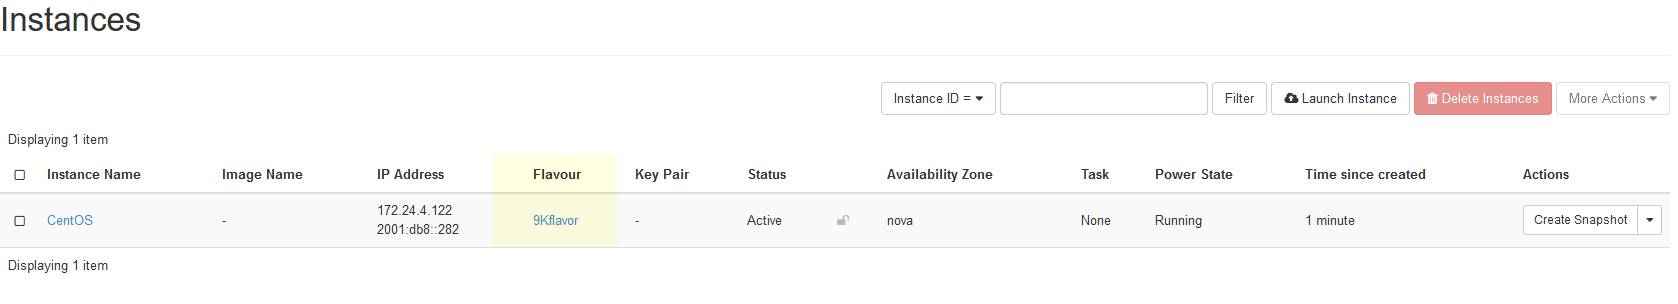 Instances
Instance ID = Filter Launch Instance Delete Instances More Actions
Displaying 1 item
Instance Name Image Name IP Address Flavour Key Pair Status Availability Zone Task Power State Time since created Actions
CentOS - 172.24.4.122 9Kflavor - Active nova None Running 1 minute Create Snapshot
2001:db8::282
Displaying 1 item